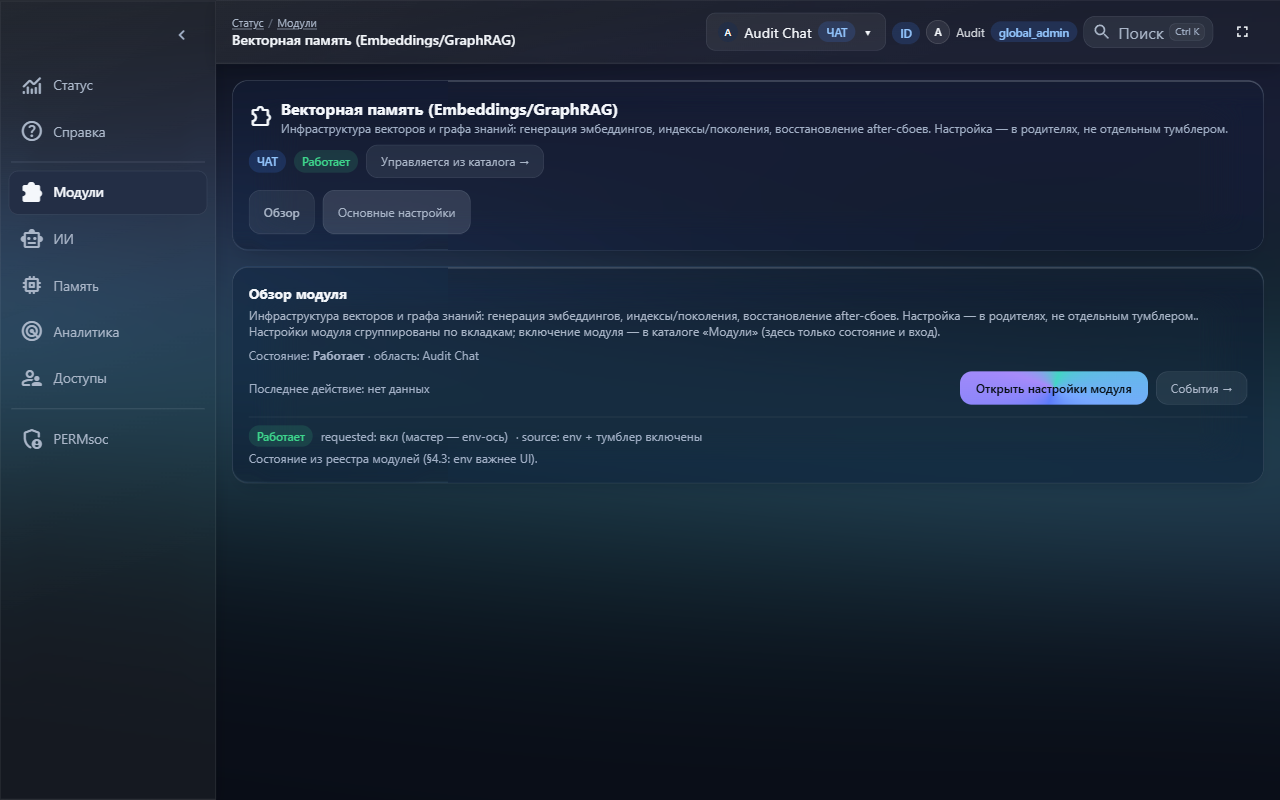 Статус / Модули
Векторная память (Embeddings/GraphRAG)
A Audit Chat ЧАТ ▾ ID A Audit global_admin Поиск Ctrl K
Статус
Справка
Модули
ИИ
Память
Аналитика
Доступы
PERMsoc
Векторная память (Embeddings/GraphRAG)
Инфраструктура векторов и графа знаний: генерация эмбеддингов, индексы/поколения, восстановление after-сбоев. Настройка — в родителях, не отдельным тумблером.
ЧАТ Работает Управляется из каталога →
Обзор Основные настройки
Обзор модуля
Инфраструктура векторов и графа знаний: генерация эмбеддингов, индексы/поколения, восстановление after-сбоев. Настройка — в родителях, не отдельным тумблером..
Настройки модуля сгруппированы по вкладкам; включение модуля — в каталоге «Модули» (здесь только состояние и вход).
Состояние: Работает · область: Audit Chat
Последнее действие: нет данных Открыть настройки модуля События →
Работает requested: вкл (мастер — env-ось) · source: env + тумблер включены
Состояние из реестра модулей (§4.3: env важнее UI).